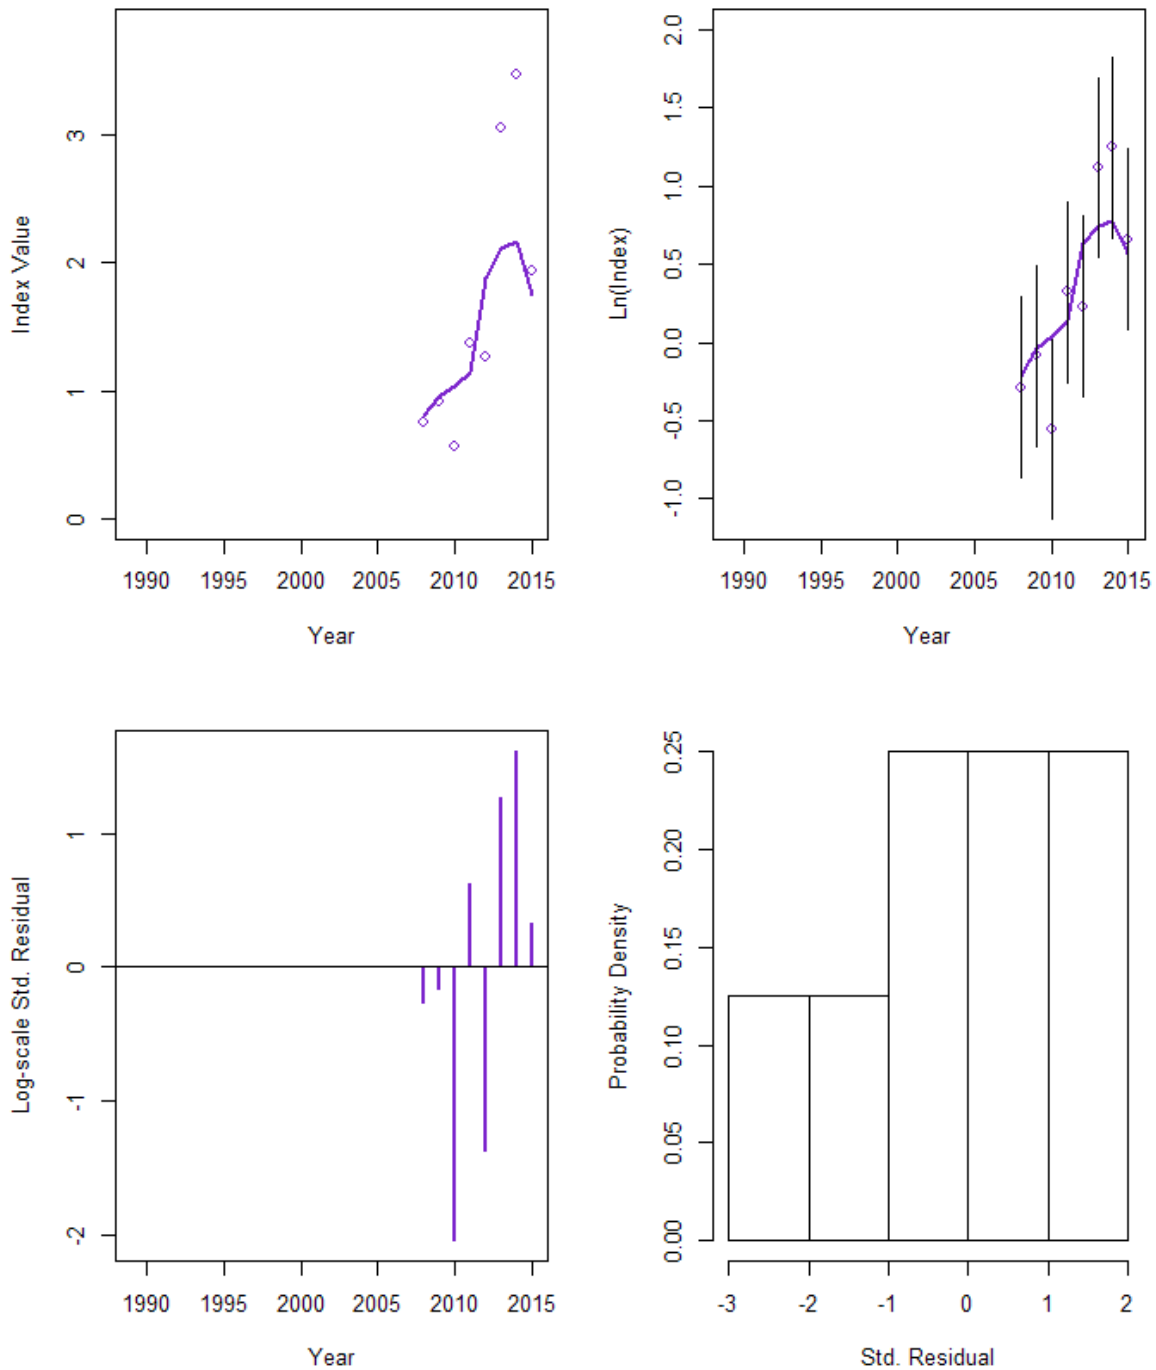 Index Value
3
2
1
0
1990 1995 2000 2005 2010 2015
Year
Ln(Index)
2.0
1.5
1.0
0.5
0.0
-0.5
-1.0
1990 1995 2000 2005 2010 2015
Year
Log-scale Std. Residual
1
0
-1
-2
1990 1995 2000 2005 2010 2015
Year
Probability Density
0.25
0.20
0.15
0.10
0.05
0.00
-3 -2 -1 0 1 2
Std. Residual